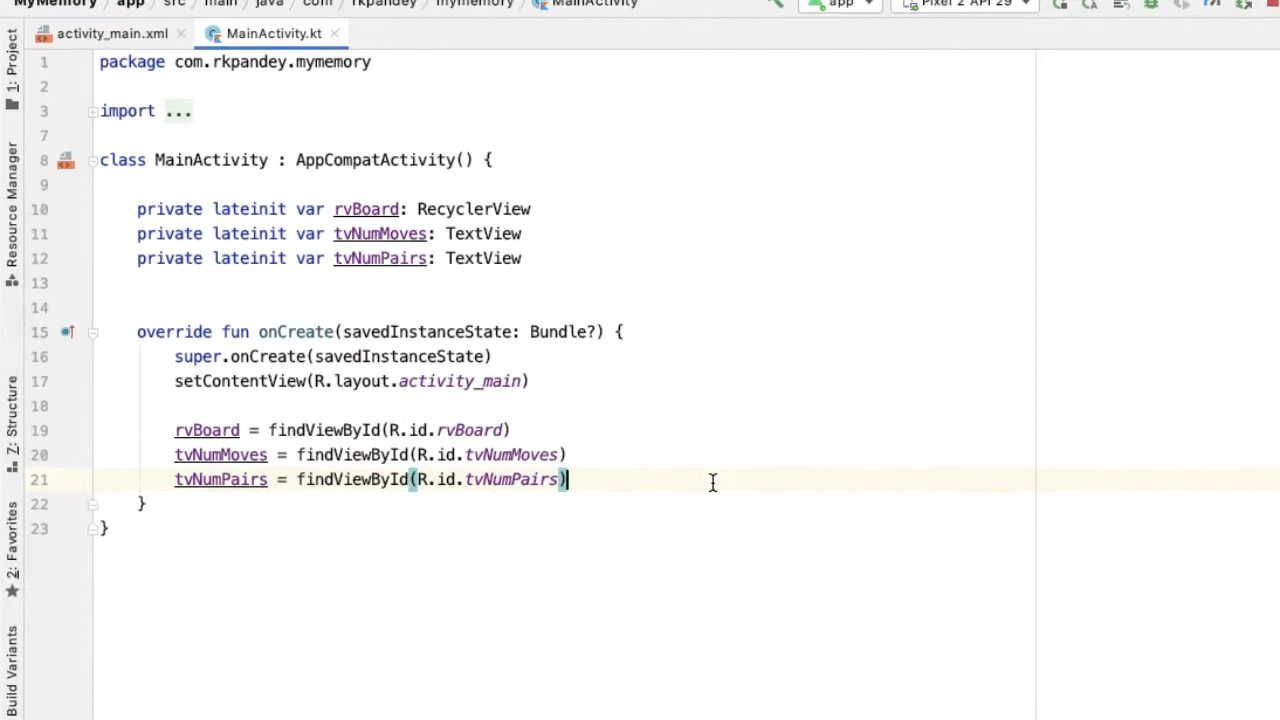 MyMemory app src main java com rkpandey mymemory MainActivity app Pixel 2 API 29
activity_main.xml MainActivity.kt
1: Project
Resource Manager
Z: Structure
2: Favorites
Build Variants
1 package com.rkpandey.mymemory
2
3 import ...
7
8 class MainActivity : AppCompatActivity() {
9
10 private lateinit var rvBoard: RecyclerView
11 private lateinit var tvNumMoves: TextView
12 private lateinit var tvNumPairs: TextView
13
14
15 override fun onCreate(savedInstanceState: Bundle?) {
16 super.onCreate(savedInstanceState)
17 setContentView(R.layout.activity_main)
18
19 rvBoard = findViewById(R.id.rvBoard)
20 tvNumMoves = findViewById(R.id.tvNumMoves)
21 tvNumPairs = findViewById(R.id.tvNumPairs)
22 }
23 }